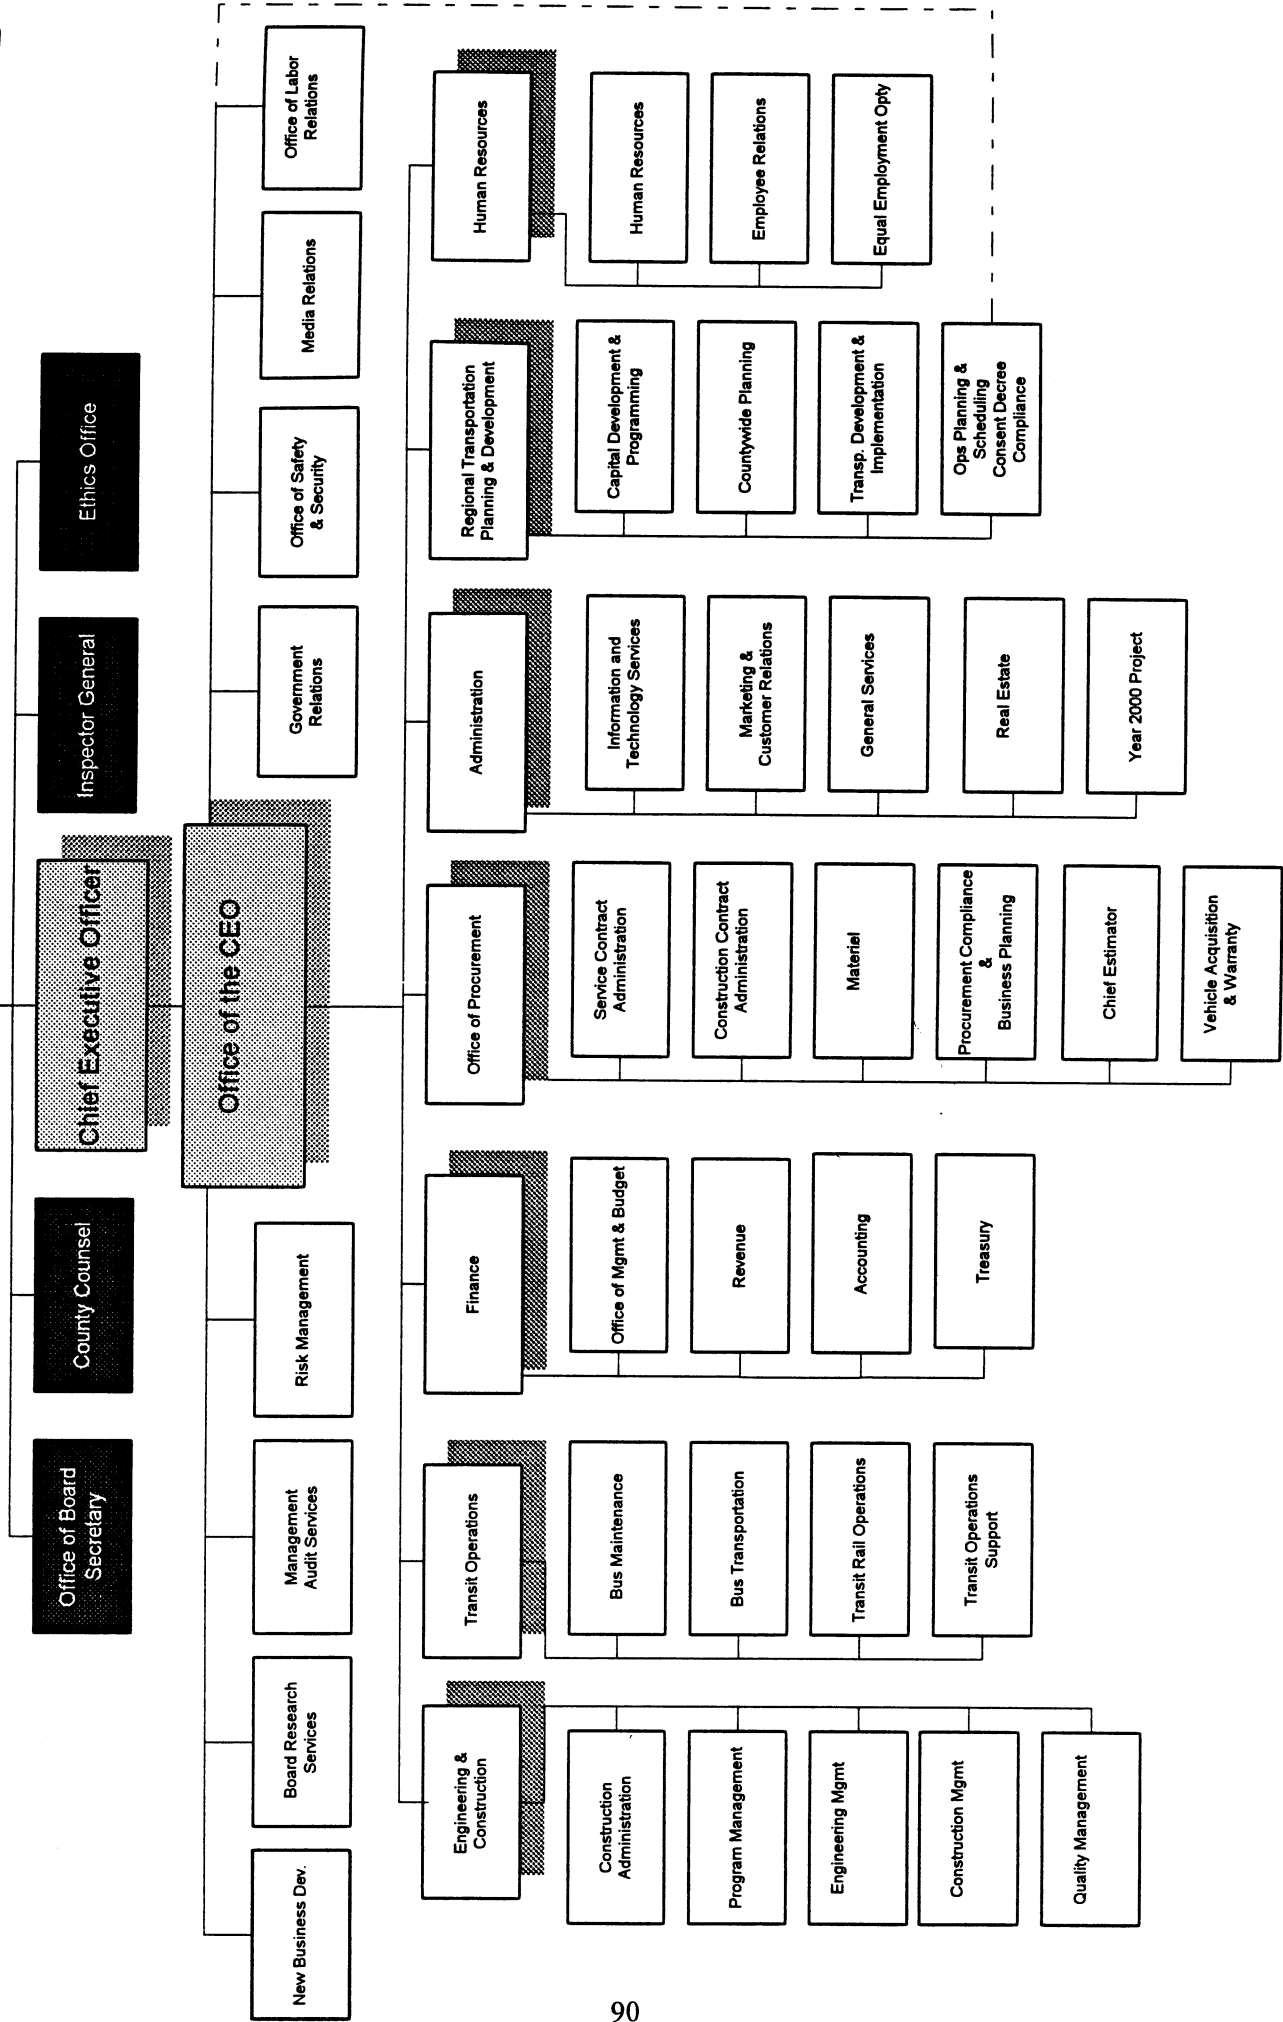 Office of Board
Secretary
County Counsel
Chief Executive Officer
Inspector General
Ethics Office
Office of the CEO
New Business Dev.
Board Research
Services
Management
Audit Services
Risk Management
Government
Relations
Office of Safety
& Security
Media Relations
Office of Labor
Relations
Engineering &
Construction
Construction
Administration
Program Management
Engineering Mgmt
Construction Mgmt
Quality Management
Transit Operations
Bus Maintenance
Bus Transportation
Transit Rail Operations
Transit Operations
Support
Finance
Office of Mgmt & Budget
Revenue
Accounting
Treasury
Office of Procurement
Service Contract
Administration
Construction Contract
Administration
Materiel
Procurement Compliance
&
Business Planning
Chief Estimator
Vehicle Acquisition
& Warranty
Administration
Information and
Technology Services
Marketing &
Customer Relations
General Services
Real Estate
Year 2000 Project
Regional Transportation
Planning & Development
Capital Development &
Programming
Countywide Planning
Transp. Development &
Implementation
Ops Planning &
Scheduling
Consent Decree
Compliance
Human Resources
Human Resources
Employee Relations
Equal Employment Opty
90